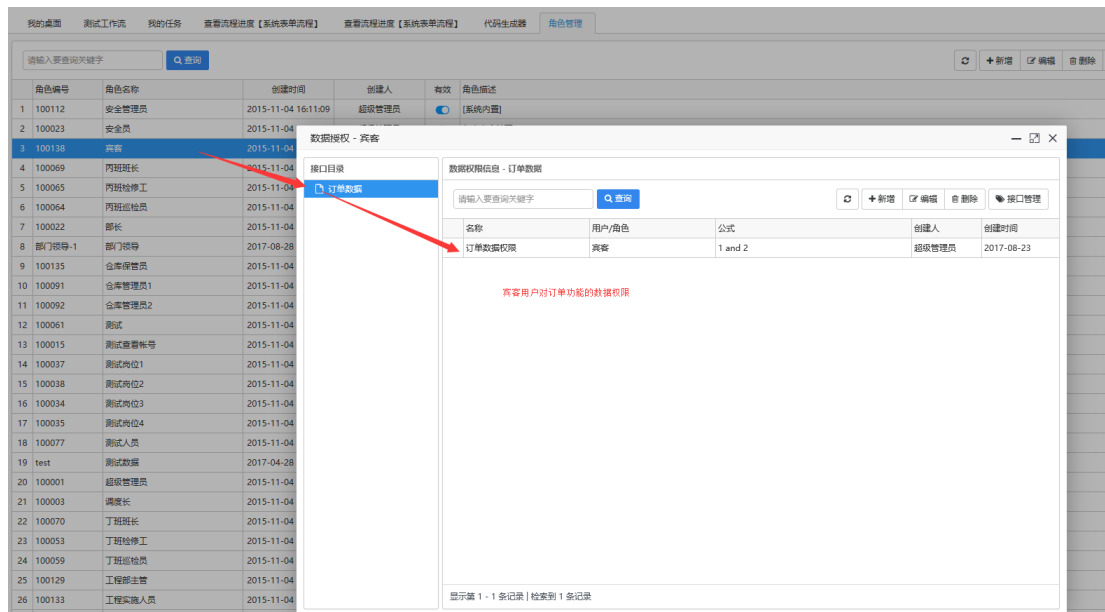 我的桌面 测试工作流 我的任务 查看流程进度【系统表单流程】 查看流程进度【系统表单流程】 代码生成器 角色管理
请输入要查询关键字 查询 新增 编辑 删除
角色编号 角色名称 创建时间 创建人 有效 角色描述
1 100112 安全管理员 2015-11-04 16:11:09 超级管理员 [系统内置]
2 100023 安全员 2015-11-04
3 100138 宾客 2015-11-04
4 100069 丙班班长 2015-11-04
5 100065 丙班检修工 2015-11-04
6 100064 丙班巡检员 2015-11-04
7 100022 部长 2015-11-04
8 部门领导-1 部门领导 2017-08-28
9 100135 仓库保管员 2015-11-04
10 100091 仓库管理员1 2015-11-04
11 100092 仓库管理员2 2015-11-04
12 100061 测试 2015-11-04
13 100015 测试查看帐号 2015-11-04
14 100037 测试岗位1 2015-11-04
15 100038 测试岗位2 2015-11-04
16 100034 测试岗位3 2015-11-04
17 100035 测试岗位4 2015-11-04
18 100077 测试人员 2015-11-04
19 test 测试数据 2017-04-28
20 100001 超级管理员 2015-11-04
21 100003 调度长 2015-11-04
22 100070 丁班班长 2015-11-04
23 100053 丁班检修工 2015-11-04
24 100059 丁班巡检员 2015-11-04
25 100129 工程部主管 2015-11-04
26 100133 工程实施人员 2015-11-04
数据授权 - 宾客
接口目录
订单数据
数据权限信息 - 订单数据
请输入要查询关键字 查询 新增 编辑 删除 接口管理
名称 用户/角色 公式 创建人 创建时间
订单数据权限 宾客 1 and 2 超级管理员 2017-08-23
宾客用户对订单功能的数据权限
显示第 1 - 1 条记录 | 检索到 1 条记录